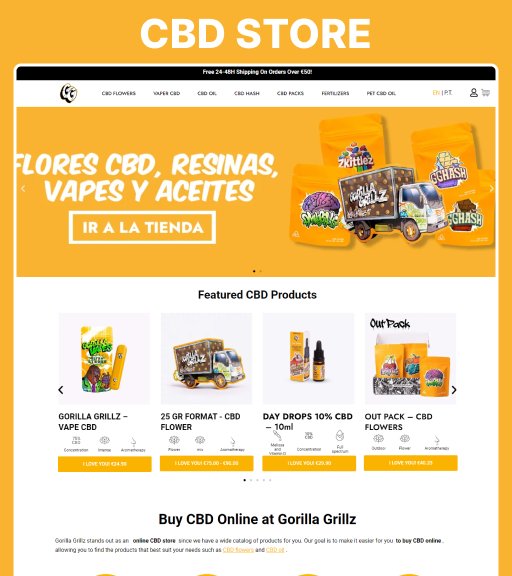 CBD STORE
Free 24-48H Shipping On Orders Over €50!
CBD FLOWERS VAPER CBD CBD OIL CBD HASH CBD PACKS FERTILIZERS PET CBD OIL EN | PT
FLORES CBD, RESINAS,
VAPES Y ACEITES
IR A LA TIENDA
Zkittlez
GGHASH
GORILLA
GRILLZ
GGHASH
Featured CBD Products
Out Pack
GORILLA GRILLZ –
VAPE CBD
25 GR FORMAT - CBD
FLOWER
DAY DROPS 10% CBD
– 10ml
OUT PACK – CBD
FLOWERS
Concentration Intense Aromatherapy
Flower mix Aromatherapy
10%
CBD
Melissa
and
Vitamin D
Concentration
Full
spectrum
Outdoor Flower Aromatherapy
I LOVE YOU! €34.90
I LOVE YOU! €75.00 - €90.00
I LOVE YOU! €29.50
I LOVE YOU! €40.25
Buy CBD Online at Gorilla Grillz
Gorilla Grillz stands out as an online CBD store since we have a wide catalog of products for you. Our goal is to make it easier for you to buy CBD online,
allowing you to find the products that best suit your needs such as CBD flowers and CBD oil.